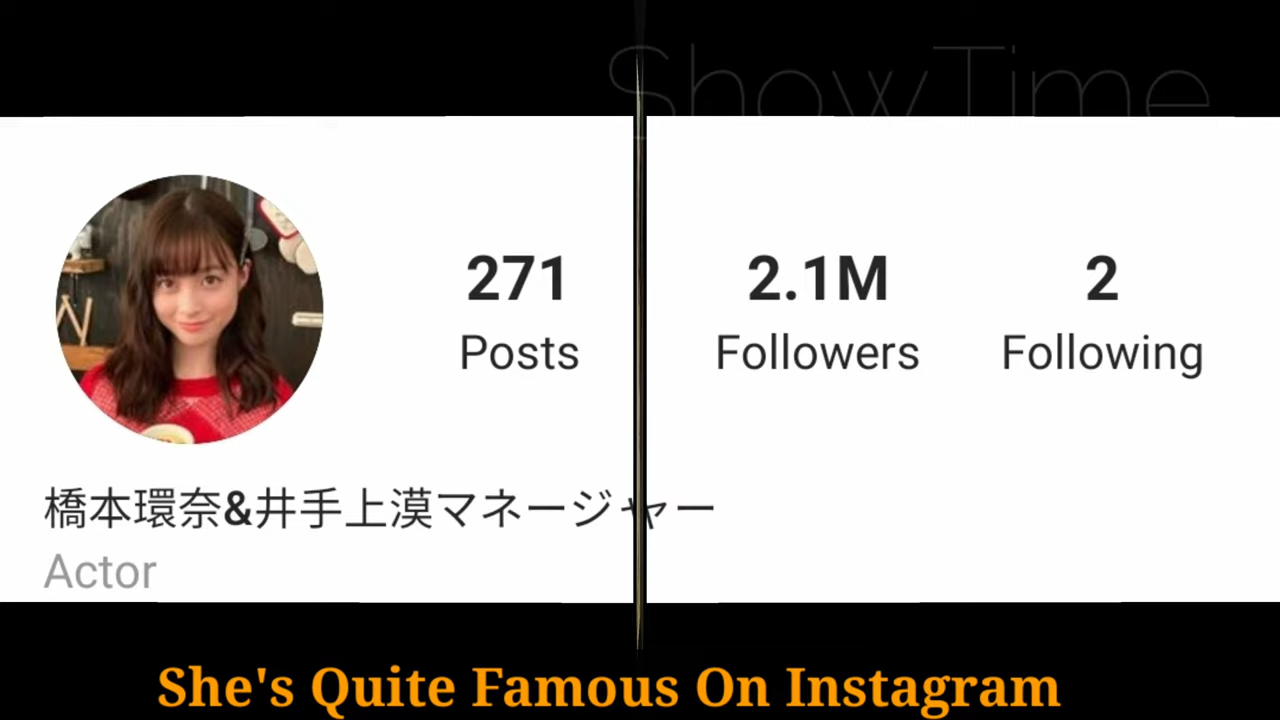 ShowTime
271
Posts
2.1M
Followers
2
Following
橋本環奈&井手上漠マネージャー
Actor
She's Quite Famous On Instagram